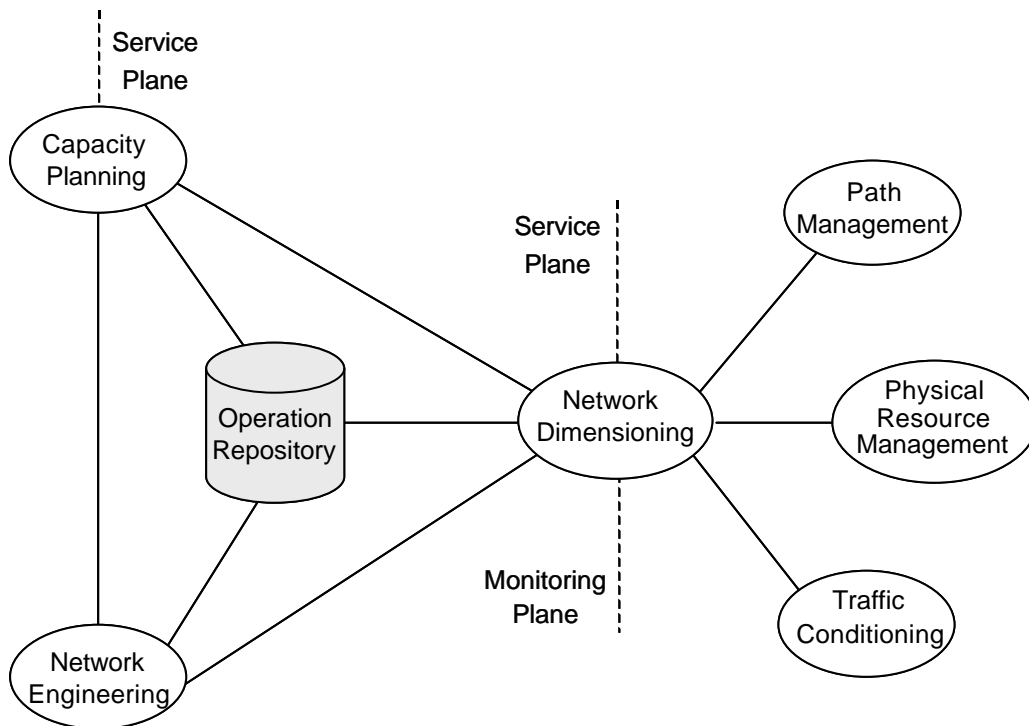 Service
Plane
Capacity
Planning
Path
Management
Service
Plane
Physical
Resource
Management
Network
Dimensioning
Operation
Repository
Monitoring
Plane
Traffic
Conditioning
Network
Engineering